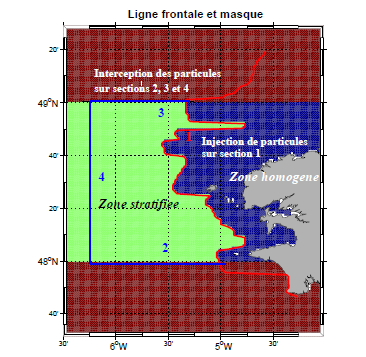 Ligne frontale et masque
20'
Interception des particules
sur sections 2, 3 et 4
49°N
3
Injection de particules
sur section 1
40'
4
Zone homogene
20'
Zone stratifiee
2
48°N
40'
30'
6°W
30'
5°W
30'